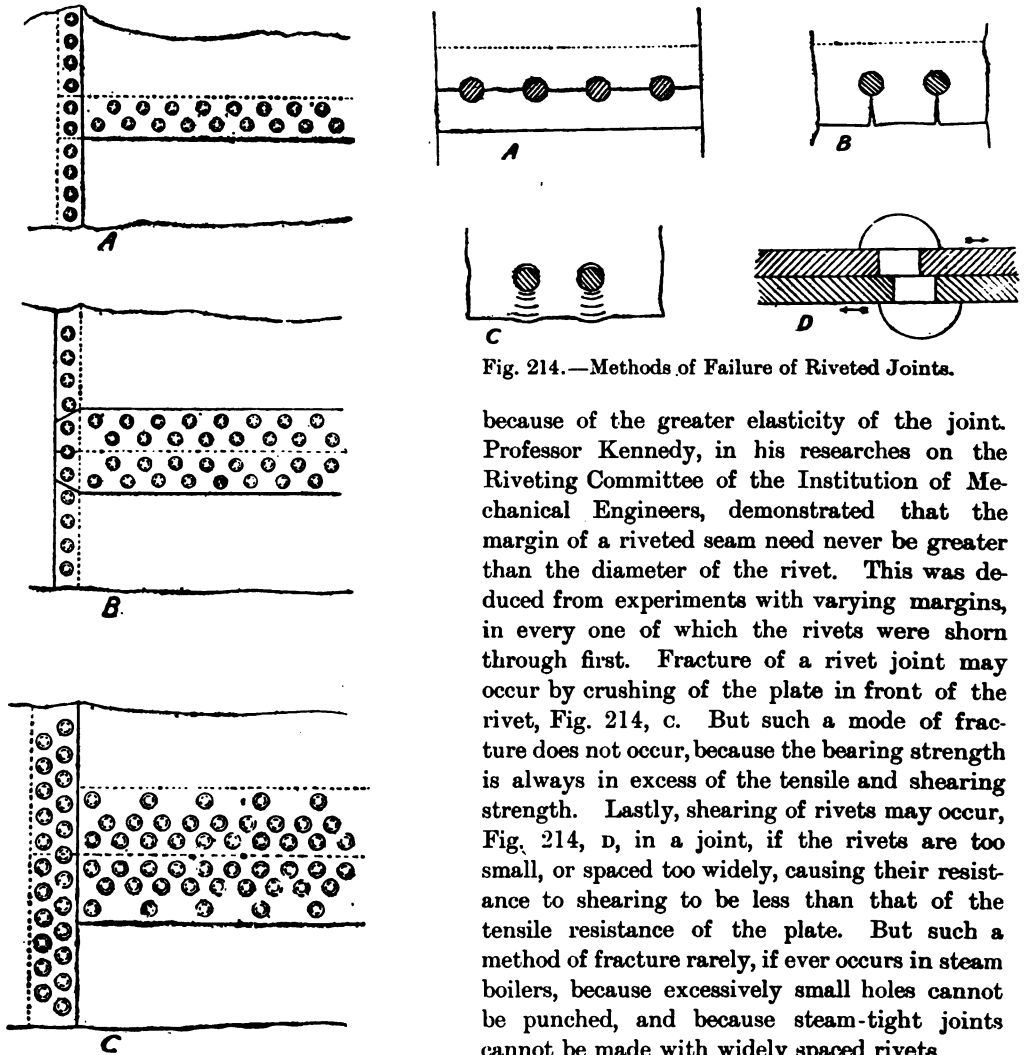 A
B.
C
A
B
C
D
Fig. 214.—Methods of Failure of Riveted Joints.
because of the greater elasticity of the joint.
Professor Kennedy, in his researches on the
Riveting Committee of the Institution of Me-
chanical Engineers, demonstrated that the
margin of a riveted seam need never be greater
than the diameter of the rivet. This was de-
duced from experiments with varying margins,
in every one of which the rivets were shorn
through first. Fracture of a rivet joint may
occur by crushing of the plate in front of the
rivet, Fig. 214, C. But such a mode of frac-
ture does not occur, because the bearing strength
is always in excess of the tensile and shearing
strength. Lastly, shearing of rivets may occur,
Fig. 214, D, in a joint, if the rivets are too
small, or spaced too widely, causing their resist-
ance to shearing to be less than that of the
tensile resistance of the plate. But such a
method of fracture rarely, if ever occurs in steam
boilers, because excessively small holes cannot
be punched, and because steam-tight joints
cannot be made with widely spaced rivets.